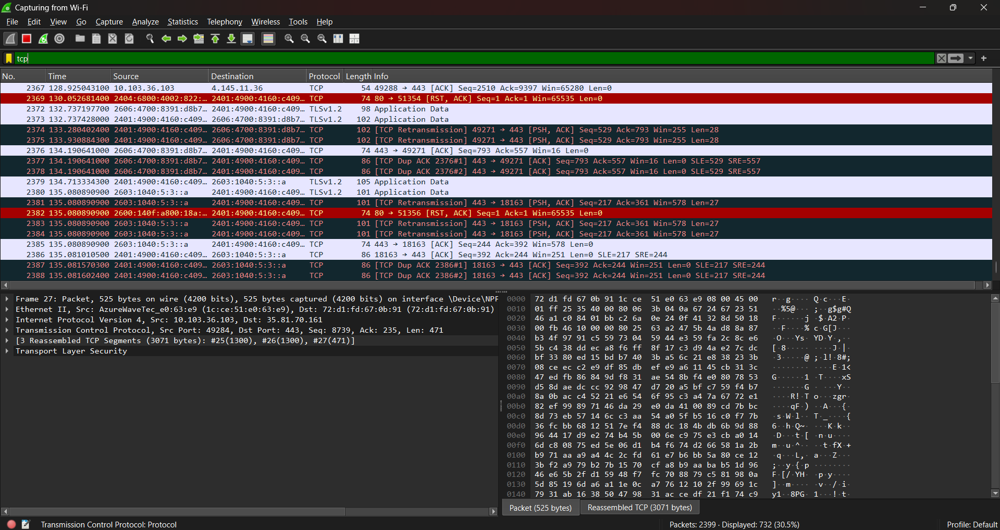 Capturing from Wi-Fi
File Edit View Go Capture Analyze Statistics Telephony Wireless Tools Help
tcp
No. Time Source Destination Protocol Length Info
2367 128.925043100 10.103.36.103 4.145.11.36 TCP 54 49288 → 443 [ACK] Seq=2510 Ack=9397 Win=65280 Len=0
2369 130.052681400 2404:6800:4002:822:… 2401:4900:4160:c409… TCP 74 80 → 51354 [RST, ACK] Seq=1 Ack=1 Win=65535 Len=0
2372 132.737197700 2606:4700:8391:d8b7… 2401:4900:4160:c409… TLSv1.2 98 Application Data
2373 132.737428000 2401:4900:4160:c409… 2606:4700:8391:d8b7… TLSv1.2 102 Application Data
2374 133.280402400 2401:4900:4160:c409… 2606:4700:8391:d8b7… TCP 102 [TCP Retransmission] 49271 → 443 [PSH, ACK] Seq=529 Ack=793 Win=255 Len=28
2375 133.930884300 2401:4900:4160:c409… 2606:4700:8391:d8b7… TCP 102 [TCP Retransmission] 49271 → 443 [PSH, ACK] Seq=529 Ack=793 Win=255 Len=28
2376 134.190641000 2606:4700:8391:d8b7… 2401:4900:4160:c409… TCP 74 443 → 49271 [ACK] Seq=793 Ack=557 Win=16 Len=0
2377 134.190641000 2606:4700:8391:d8b7… 2401:4900:4160:c409… TCP 86 [TCP Dup ACK 2376#1] 443 → 49271 [ACK] Seq=793 Ack=557 Win=16 Len=0 SLE=529 SRE=557
2378 134.190641000 2606:4700:8391:d8b7… 2401:4900:4160:c409… TCP 86 [TCP Dup ACK 2376#2] 443 → 49271 [ACK] Seq=793 Ack=557 Win=16 Len=0 SLE=529 SRE=557
2379 134.713334300 2401:4900:4160:c409… 2603:1040:5:3::a TLSv1.2 105 Application Data
2380 135.080890900 2603:1040:5:3::a 2401:4900:4160:c409… TLSv1.2 101 Application Data
2381 135.080890900 2603:1040:5:3::a 2401:4900:4160:c409… TCP 101 [TCP Retransmission] 443 → 18163 [PSH, ACK] Seq=217 Ack=361 Win=578 Len=27
2382 135.080890900 2600:140f:a800:18a:… 2401:4900:4160:c409… TCP 74 80 → 51356 [RST, ACK] Seq=1 Ack=1 Win=65535 Len=0
2383 135.080890900 2603:1040:5:3::a 2401:4900:4160:c409… TCP 101 [TCP Retransmission] 443 → 18163 [PSH, ACK] Seq=217 Ack=361 Win=578 Len=27
2384 135.080890900 2603:1040:5:3::a 2401:4900:4160:c409… TCP 101 [TCP Retransmission] 443 → 18163 [PSH, ACK] Seq=217 Ack=361 Win=578 Len=27
2385 135.080890900 2603:1040:5:3::a 2401:4900:4160:c409… TCP 74 443 → 18163 [ACK] Seq=244 Ack=392 Win=578 Len=0
2386 135.081010500 2401:4900:4160:c409… 2603:1040:5:3::a TCP 86 18163 → 443 [ACK] Seq=392 Ack=244 Win=251 Len=0 SLE=217 SRE=244
2387 135.081570300 2401:4900:4160:c409… 2603:1040:5:3::a TCP 86 [TCP Dup ACK 2386#1] 18163 → 443 [ACK] Seq=392 Ack=244 Win=251 Len=0 SLE=217 SRE=244
2388 135.081602400 2401:4900:4160:c409… 2603:1040:5:3::a TCP 86 [TCP Dup ACK 2386#2] 18163 → 443 [ACK] Seq=392 Ack=244 Win=251 Len=0 SLE=217 SRE=244
Frame 27: Packet, 525 bytes on wire (4200 bits), 525 bytes captured (4200 bits) on interface \Device\NPF
Ethernet II, Src: AzureWaveTec_e0:63:e9 (1c:ce:51:e0:63:e9), Dst: 72:d1:fd:67:0b:91 (72:d1:fd:67:0b:91)
Internet Protocol Version 4, Src: 10.103.36.103, Dst: 35.81.70.161
Transmission Control Protocol, Src Port: 49284, Dst Port: 443, Seq: 8739, Ack: 235, Len: 471
[3 Reassembled TCP Segments (3071 bytes): #25(1300), #26(1300), #27(471)]
Transport Layer Security
0000 72 d1 fd 67 0b 91 1c ce 51 e0 63 e9 08 00 45 00 r··g···· Q·c···E·
0010 01 ff 25 35 40 00 80 06 3b 04 0a 67 24 67 23 51 ··%5@··· ;··g$g#Q
0020 46 a1 c0 84 01 bb c2 6a 0e 24 0f 41 32 8d 50 18 F······j ·$·A2·P·
0030 00 fb 46 10 00 00 80 25 63 a2 47 5b 4a d8 8a 87 ··F····% c·G[J···
0040 b3 4f 97 91 c5 59 73 04 59 44 e3 59 fa 2c 8c e6 ·O···Ys· YD·Y·,··
0050 5b c4 38 dd ec a8 f6 ff 8f 17 c3 d9 4a e2 7c dc [·8····· ····J·|·
0060 bf 33 80 ed 15 bd b7 40 3b a5 6c 21 e8 38 23 3b ·3·····@ ;·l!·8#;
0070 08 ce ec c2 e9 df 85 db ef e9 a6 11 45 cb 31 3c ········ ····E·1<
0080 47 ed fb 86 84 9d f8 31 ae 54 8b f4 e0 80 78 53 G······1 ·T····xS
0090 d5 8d ae dc cc 92 98 47 d7 20 a5 bf c7 59 f4 b7 ·······G · ···Y··
00a0 8a 0b ac c4 52 21 e6 54 6f 95 c3 a4 7a 67 72 e1 ····R!·T o···zgr·
00b0 82 ef 99 89 71 46 da 29 e0 da 41 00 89 cd 7b bc ····qF·) ··A···{·
00c0 8d 73 eb 57 14 6c c3 aa 54 a0 5f b5 16 c0 f7 7b ·s·W·l·· T·_····{
00d0 36 fc bb 68 12 51 7e f4 88 dc 18 4b db 6b 9d 88 6··h·Q~· ···K·k··
00e0 96 44 17 d9 e2 74 b4 5b 00 6e c9 75 e3 cb a0 14 ·D···t·[ ·n·u····
00f0 6d c8 08 75 ed 5e 06 d1 b4 f6 74 d2 66 58 1a 2b m··u·^·· ··t·fX·+
0100 b9 71 aa a9 a4 4c 2c fd 61 e7 b6 bb 5a 80 ce 12 ·q···L,· a···Z···
0110 3b f2 a9 79 b2 7b 15 70 cf a8 b9 aa ba b5 1d 96 ;··y·{·p ········
0120 46 e6 5b 2f d1 59 48 f7 fc 70 88 79 c5 81 98 0a F·[/·YH· ·p·y····
0130 5d 85 19 6d a6 a1 1e 0c a7 76 12 10 2f 99 69 1c ]··m···· ·v··/·i·
0140 79 31 ab 16 38 50 47 98 31 ac ce df 21 f1 74 c9 y1··8PG· 1···!·t·
Packet (525 bytes) Reassembled TCP (3071 bytes)
Transmission Control Protocol: Protocol Packets: 2399 · Displayed: 732 (30.5%) Profile: Default